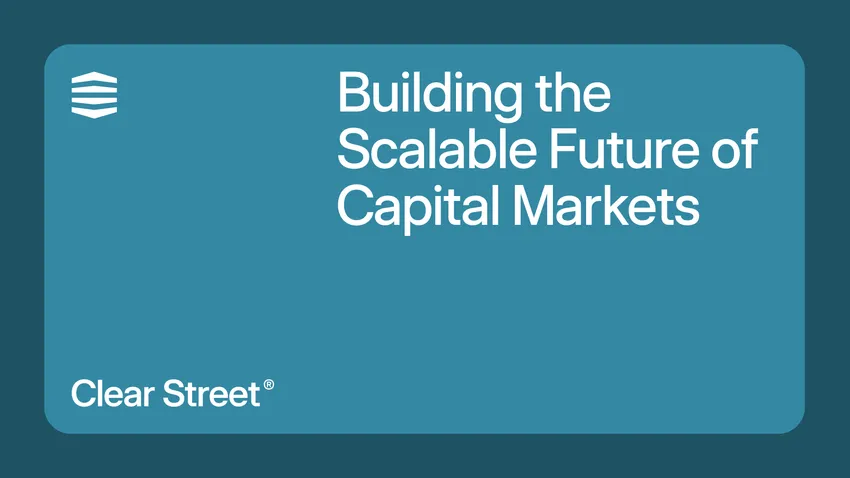 Building the
Scalable Future of
Capital Markets
Clear Street®